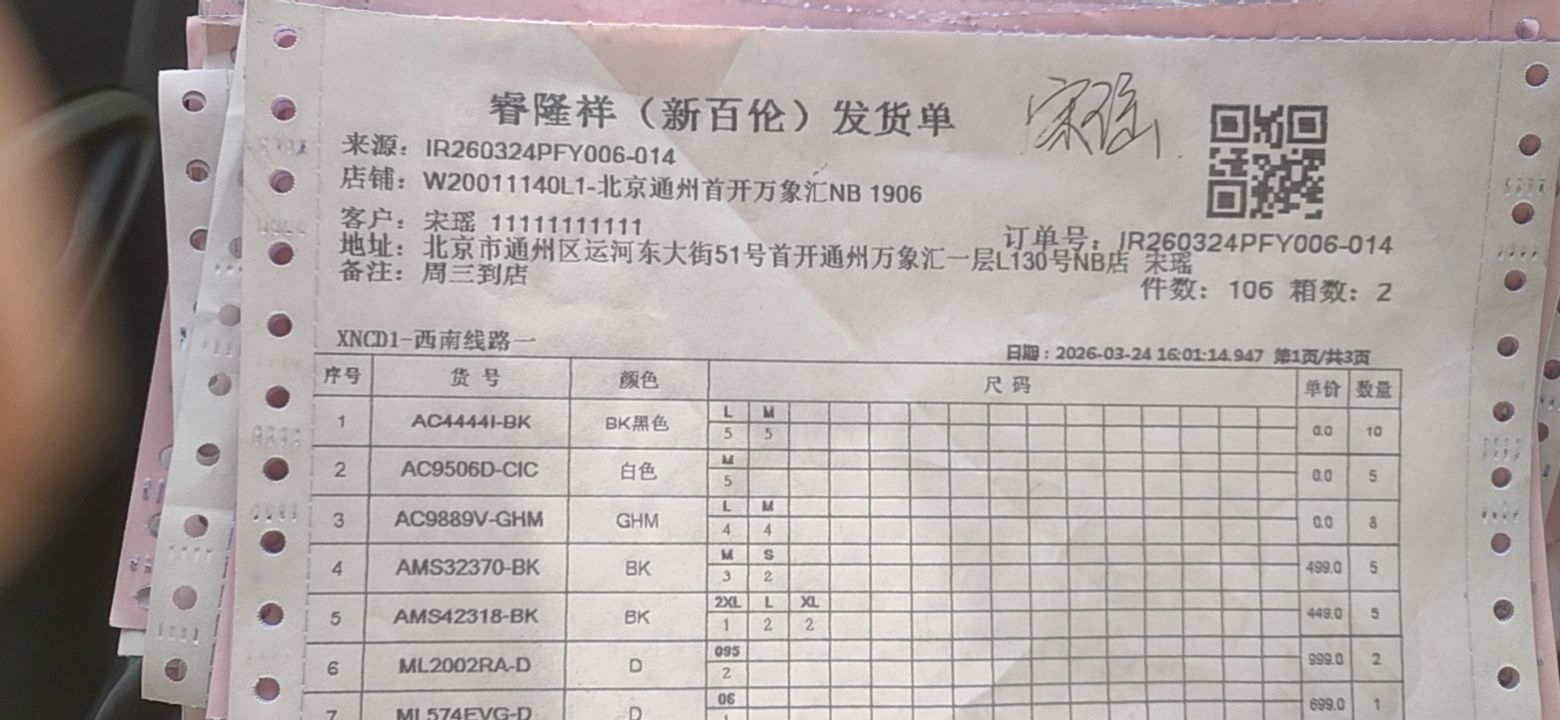 睿隆祥（新百伦）发货单
宋瑶
来源：IR260324PFY006-014
店铺：W20011140L1-北京通州首开万象汇NB 1906
客户：宋瑶 11111111111
订单号：JR260324PFY006-014
地址：北京市通州区运河东大街51号首开通州万象汇一层L130号NB店 宋瑶
备注：周三到店
件数：106 箱数：2
XNCD1-西南线路一
日期：2026-03-24 16:01:14.947 第1页/共3页
序号 货号 颜色 尺码 单价 数量
L M
1 AC4444I-BK BK黑色 0.0 10
5 5
M
2 AC9506D-CIC 白色 0.0 5
5
L M
3 AC9889V-GHM GHM 0.0 8
4 4
M S
4 AMS32370-BK BK 499.0 5
3 2
2XL L XL
5 AMS42318-BK BK 449.0 5
1 2 2
095
6 ML2002RA-D D 999.0 2
2
06
7 ML574EVG-D D 699.0 1